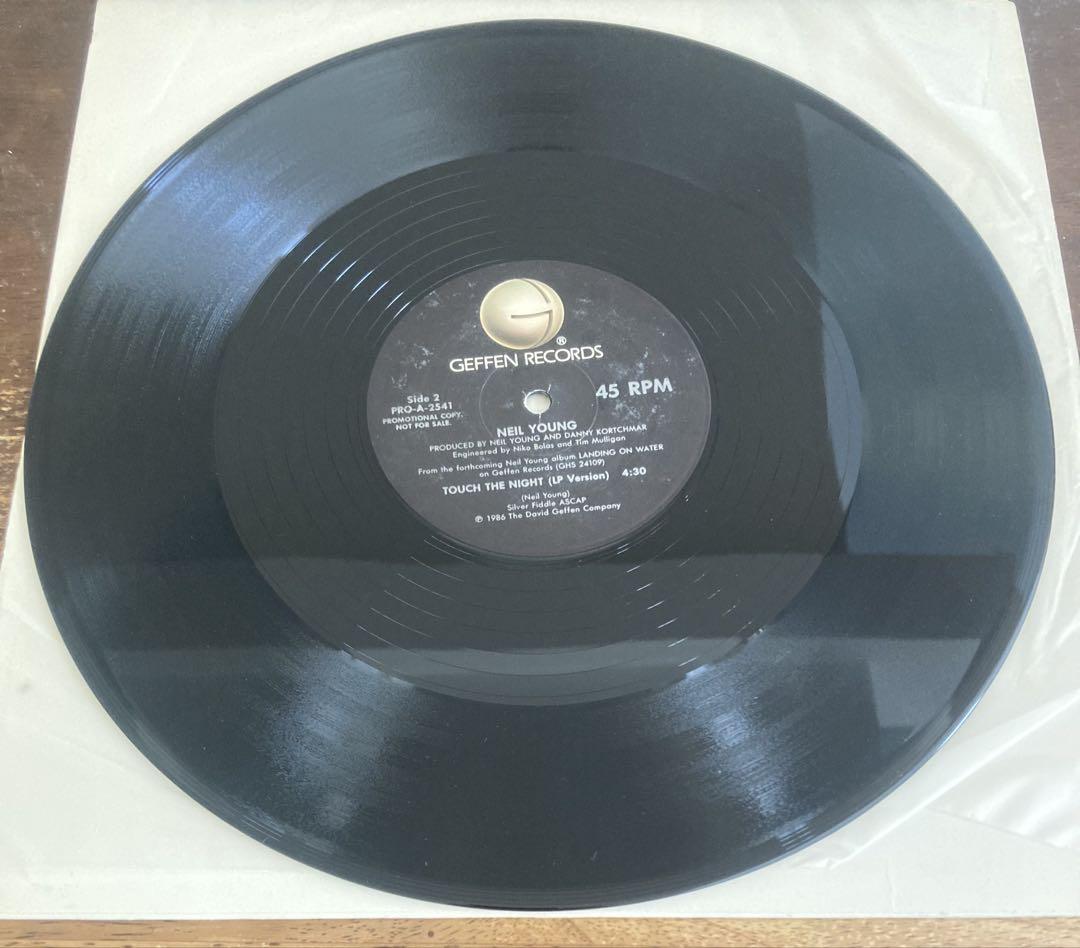 G
®
GEFFEN RECORDS
Side 2
PRO-A-2541
PROMOTIONAL COPY.
NOT FOR SALE.
45 RPM
NEIL YOUNG
PRODUCED BY NEIL YOUNG AND DANNY KORTCHMAR
Engineered by Niko Bolas and Tim Mulligan
From the forthcoming Neil Young album LANDING ON WATER
on Geffen Records (GHS 24109)
TOUCH THE NIGHT (LP Version) 4:30
(Neil Young)
Silver Fiddle ASCAP
℗ 1986 The David Geffen Company